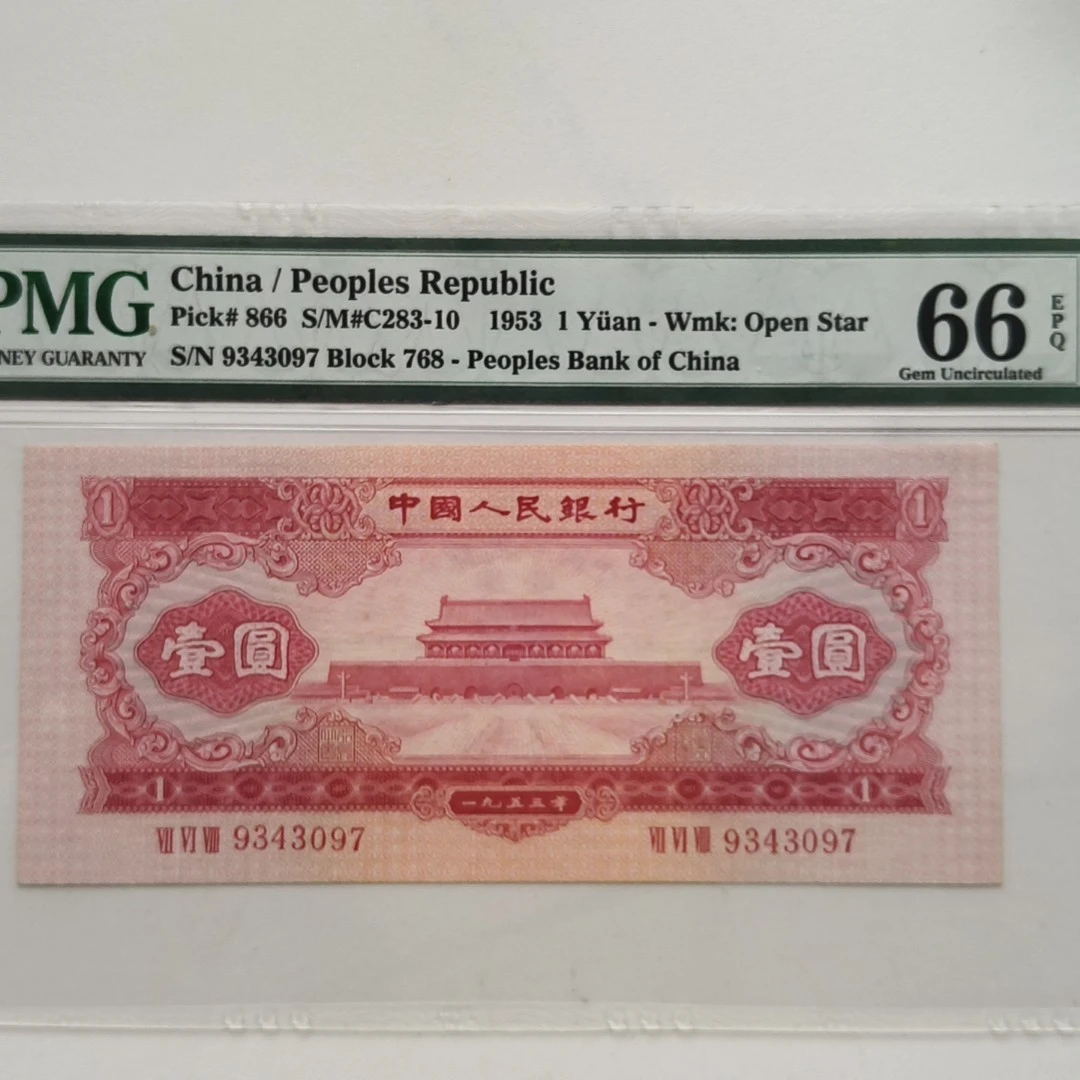 PMG
NEY GUARANTY
China / Peoples Republic
Pick# 866 S/M#C283-10 1953 1 Yüan - Wmk: Open Star
S/N 9343097 Block 768 - Peoples Bank of China
66
EPQ
Gem Uncirculated
1 中國人民銀行 1
壹圓 壹圓
1 一九五三年 1
VII VI VIII 9343097 VII VI VIII 9343097